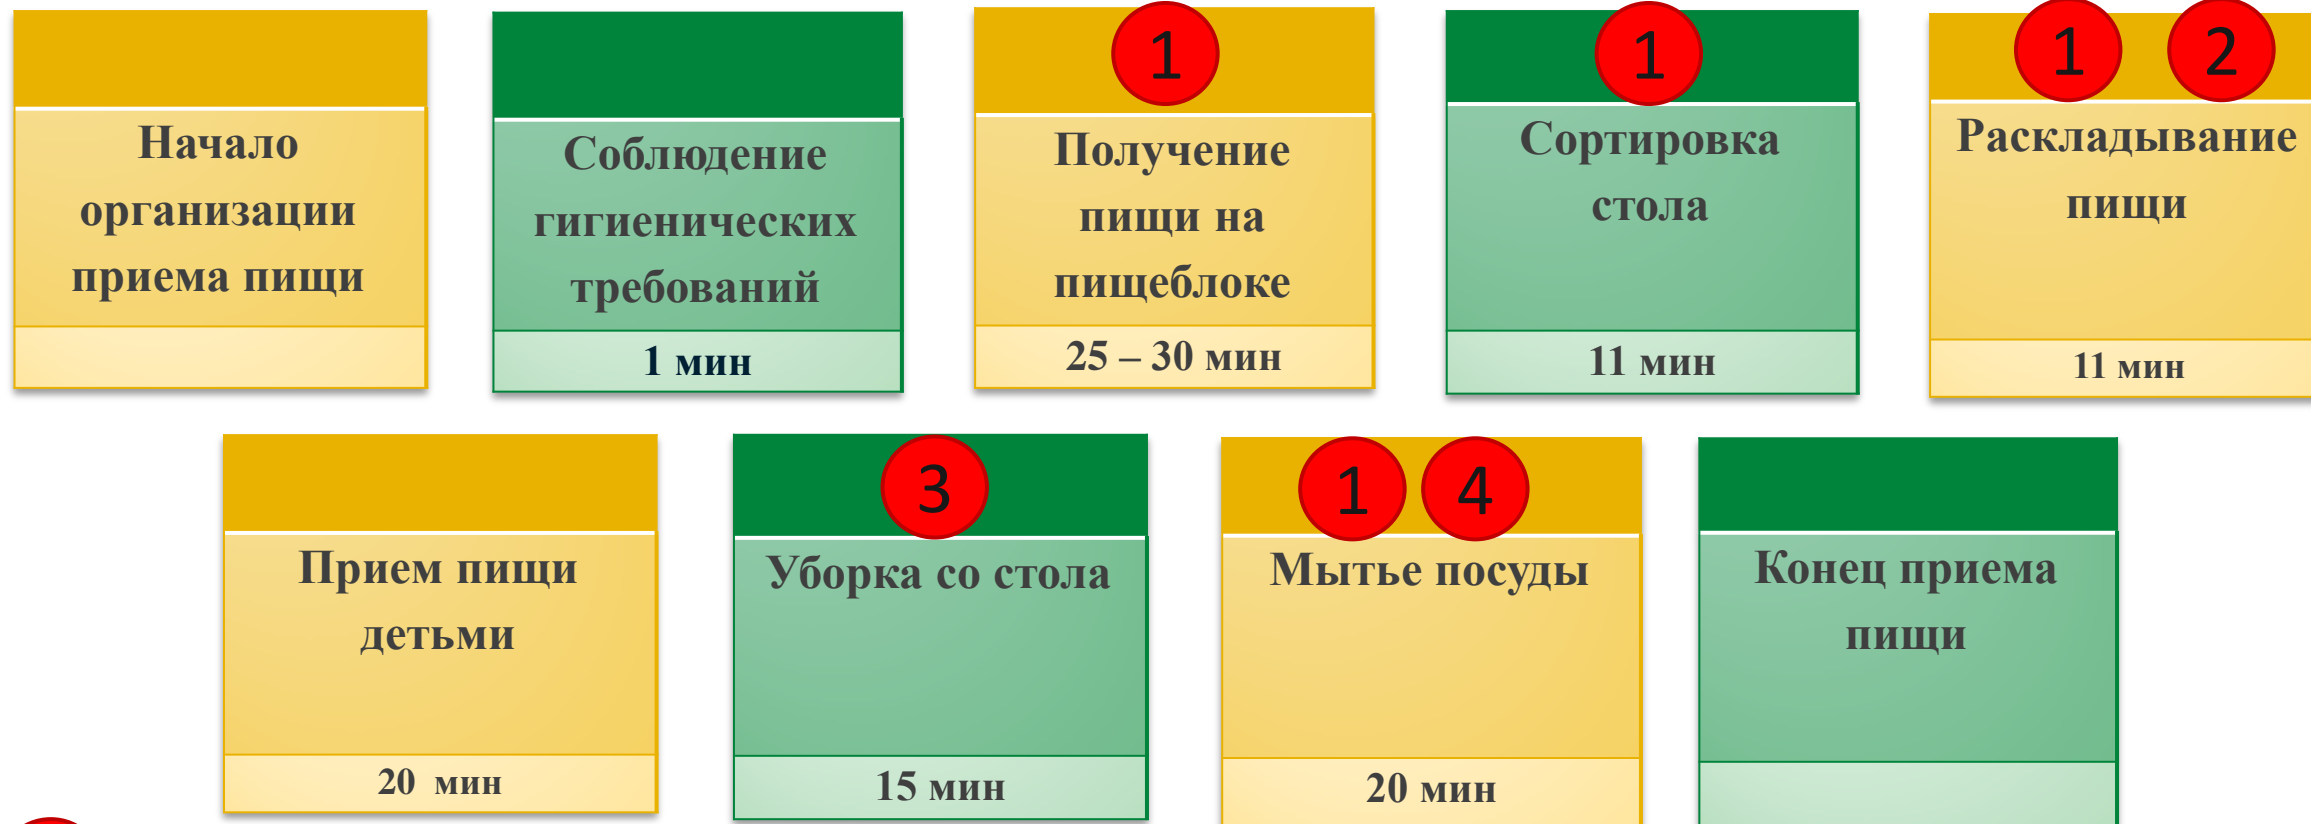 1
1
1 2
Начало
организации
приема пищи
Соблюдение
гигиенических
требований
1 мин
Получение
пищи на
пищеблоке
25 – 30 мин
Сортировка
стола
11 мин
Раскладывание
пищи
11 мин
3
1 4
Прием пищи
детьми
20 мин
Уборка со стола
15 мин
Мытье посуды
20 мин
Конец приема
пищи